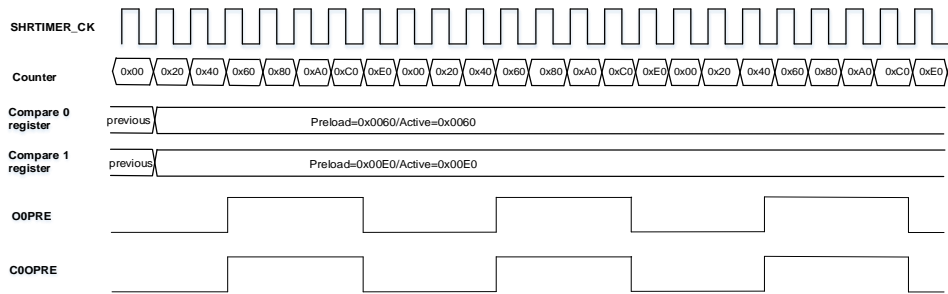 SHRTIMER_CK
Counter 0x00 0x20 0x40 0x60 0x80 0xA0 0xC0 0xE0 0x00 0x20 0x40 0x60 0x80 0xA0 0xC0 0xE0 0x00 0x20 0x40 0x60 0x80 0xA0 0xC0 0xE0
Compare 0
register
previous Preload=0x0060/Active=0x0060
Compare 1
register
previous Preload=0x00E0/Active=0x00E0
O0PRE
C0OPRE